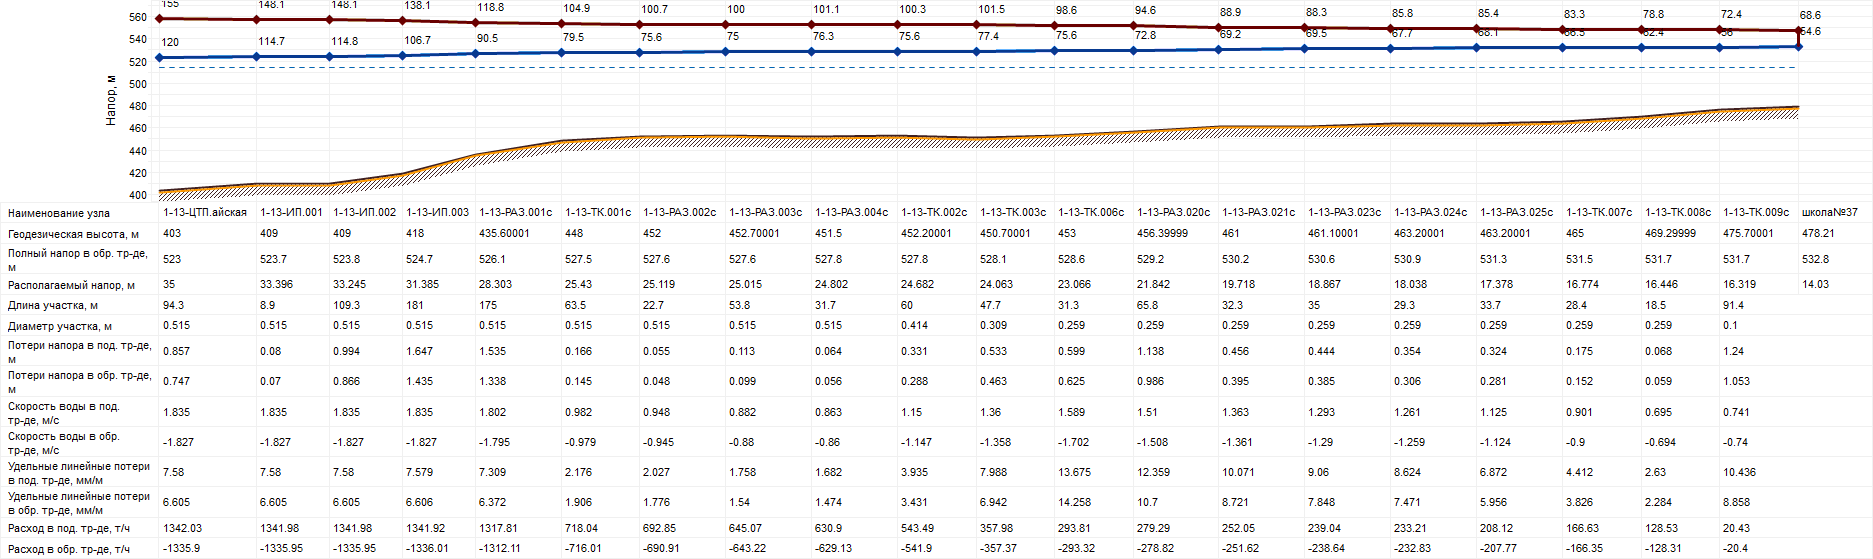 155 148.1 148.1 138.1 118.8 104.9 100.7 100 101.1 100.3 101.5 98.6 94.6 88.9 88.3 85.8 85.4 83.3 78.8 72.4 68.6
120 114.7 114.8 106.7 90.5 79.5 75.6 75 76.3 75.6 77.4 75.6 72.8 69.2 69.5 67.7 68.1 66.5 62.4 56 54.6
560
540
520
500
480
460
440
420
400
Напор, м
Наименование узла 1-13-ЦТП.айская 1-13-ИП.001 1-13-ИП.002 1-13-ИП.003 1-13-РАЗ.001с 1-13-ТК.001с 1-13-РАЗ.002с 1-13-РАЗ.003с 1-13-РАЗ.004с 1-13-ТК.002с 1-13-ТК.003с 1-13-ТК.006с 1-13-РАЗ.020с 1-13-РАЗ.021с 1-13-РАЗ.023с 1-13-РАЗ.024с 1-13-РАЗ.025с 1-13-ТК.007с 1-13-ТК.008с 1-13-ТК.009с школа№37
Геодезическая высота, м 403 409 409 418 435.60001 448 452 452.70001 451.5 452.20001 450.70001 453 456.39999 461 461.10001 463.20001 463.20001 465 469.29999 475.70001 478.21
Полный напор в обр. тр-де, м 523 523.7 523.8 524.7 526.1 527.5 527.6 527.6 527.8 527.8 528.1 528.6 529.2 530.2 530.6 530.9 531.3 531.5 531.7 531.7 532.8
Располагаемый напор, м 35 33.396 33.245 31.385 28.303 25.43 25.119 25.015 24.802 24.682 24.063 23.066 21.842 19.718 18.867 18.038 17.378 16.774 16.446 16.319 14.03
Длина участка, м 94.3 8.9 109.3 181 175 63.5 22.7 53.8 31.7 60 47.7 31.3 65.8 32.3 35 29.3 33.7 28.4 18.5 91.4
Диаметр участка, м 0.515 0.515 0.515 0.515 0.515 0.515 0.515 0.515 0.515 0.414 0.309 0.259 0.259 0.259 0.259 0.259 0.259 0.259 0.259 0.1
Потери напора в под. тр-де, м 0.857 0.08 0.994 1.647 1.535 0.166 0.055 0.113 0.064 0.331 0.533 0.599 1.138 0.456 0.444 0.354 0.324 0.175 0.068 1.24
Потери напора в обр. тр-де, м 0.747 0.07 0.866 1.435 1.338 0.145 0.048 0.099 0.056 0.288 0.463 0.625 0.986 0.395 0.385 0.306 0.281 0.152 0.059 1.053
Скорость воды в под. тр-де, м/с 1.835 1.835 1.835 1.835 1.802 0.982 0.948 0.882 0.863 1.15 1.36 1.589 1.51 1.363 1.293 1.261 1.125 0.901 0.695 0.741
Скорость воды в обр. тр-де, м/с -1.827 -1.827 -1.827 -1.827 -1.795 -0.979 -0.945 -0.88 -0.86 -1.147 -1.358 -1.702 -1.508 -1.361 -1.29 -1.259 -1.124 -0.9 -0.694 -0.74
Удельные линейные потери в под. тр-де, мм/м 7.58 7.58 7.58 7.579 7.309 2.176 2.027 1.758 1.682 3.935 7.988 13.675 12.359 10.071 9.06 8.624 6.872 4.412 2.63 10.436
Удельные линейные потери в обр. тр-де, мм/м 6.605 6.605 6.605 6.606 6.372 1.906 1.776 1.54 1.474 3.431 6.942 14.258 10.7 8.721 7.848 7.471 5.956 3.826 2.284 8.858
Расход в под. тр-де, т/ч 1342.03 1341.98 1341.98 1341.92 1317.81 718.04 692.85 645.07 630.9 543.49 357.98 293.81 279.29 252.05 239.04 233.21 208.12 166.63 128.53 20.43
Расход в обр. тр-де, т/ч -1335.9 -1335.95 -1335.95 -1336.01 -1312.11 -716.01 -690.91 -643.22 -629.13 -541.9 -357.37 -293.32 -278.82 -251.62 -238.64 -232.83 -207.77 -166.35 -128.31 -20.4